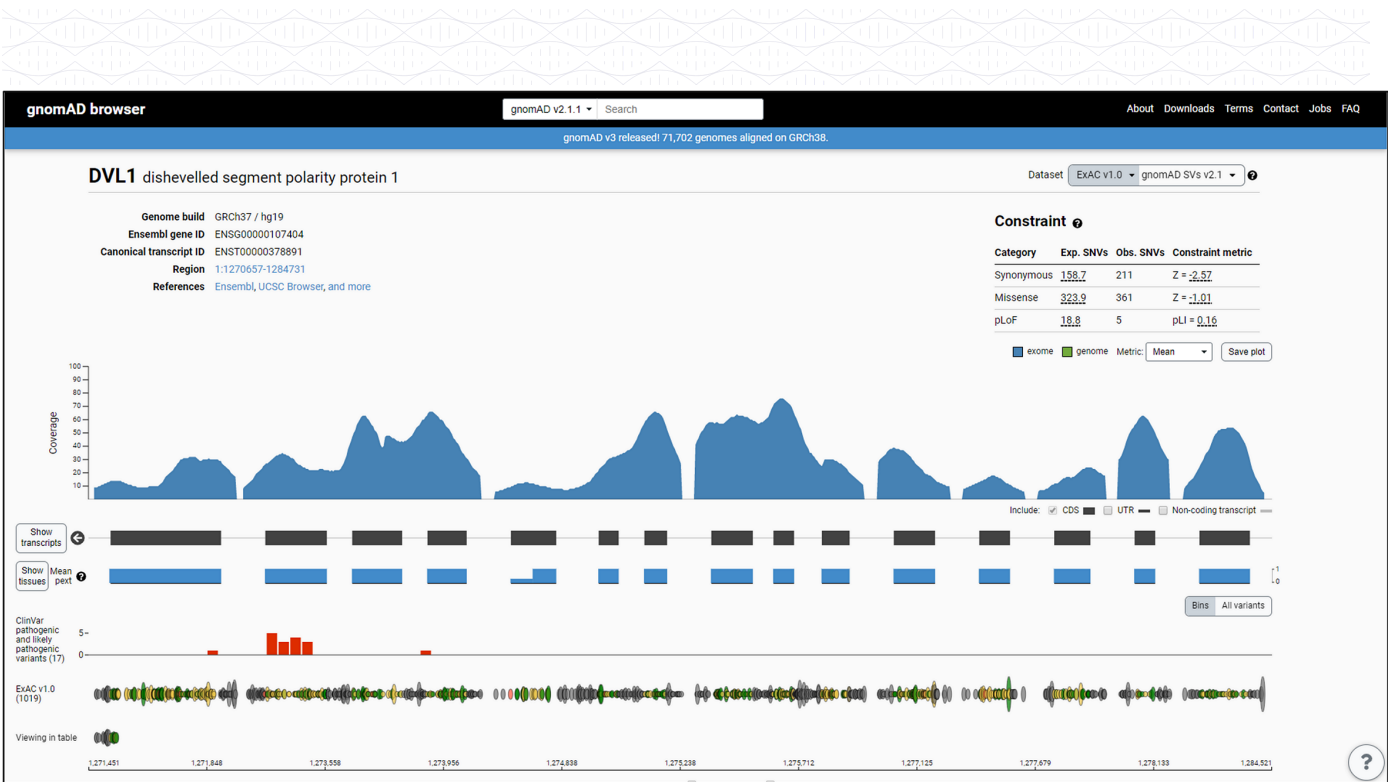 gnomAD browser
gnomAD v2.1.1 Search
About Downloads Terms Contact Jobs FAQ
gnomAD v3 released! 71,702 genomes aligned on GRCh38.
DVL1 dishevelled segment polarity protein 1
Dataset ExAC v1.0 gnomAD SVs v2.1 ?
Genome build GRCh37 / hg19
Ensembl gene ID ENSG00000107404
Canonical transcript ID ENST00000378891
Region 1:1270657-1284731
References Ensembl, UCSC Browser, and more
Constraint ?
Category Exp. SNVs Obs. SNVs Constraint metric
Synonymous 158.7 211 Z = -2.57
Missense 323.9 361 Z = -1.01
pLoF 18.8 5 pLI = 0.16
exome genome Metric: Mean Save plot
Coverage
100
90
80
70
60
50
40
30
20
10
Include: CDS UTR Non-coding transcript
Show
transcripts
Show
tissues
Mean
pext ?
1
0
Bins All variants
ClinVar
pathogenic
and likely
pathogenic
variants (17)
5
0
ExAC v1.0
(1019)
Viewing in table
1,271,451 1,271,848 1,273,558 1,273,956 1,274,838 1,275,238 1,275,712 1,277,125 1,277,679 1,278,133 1,284,521
?